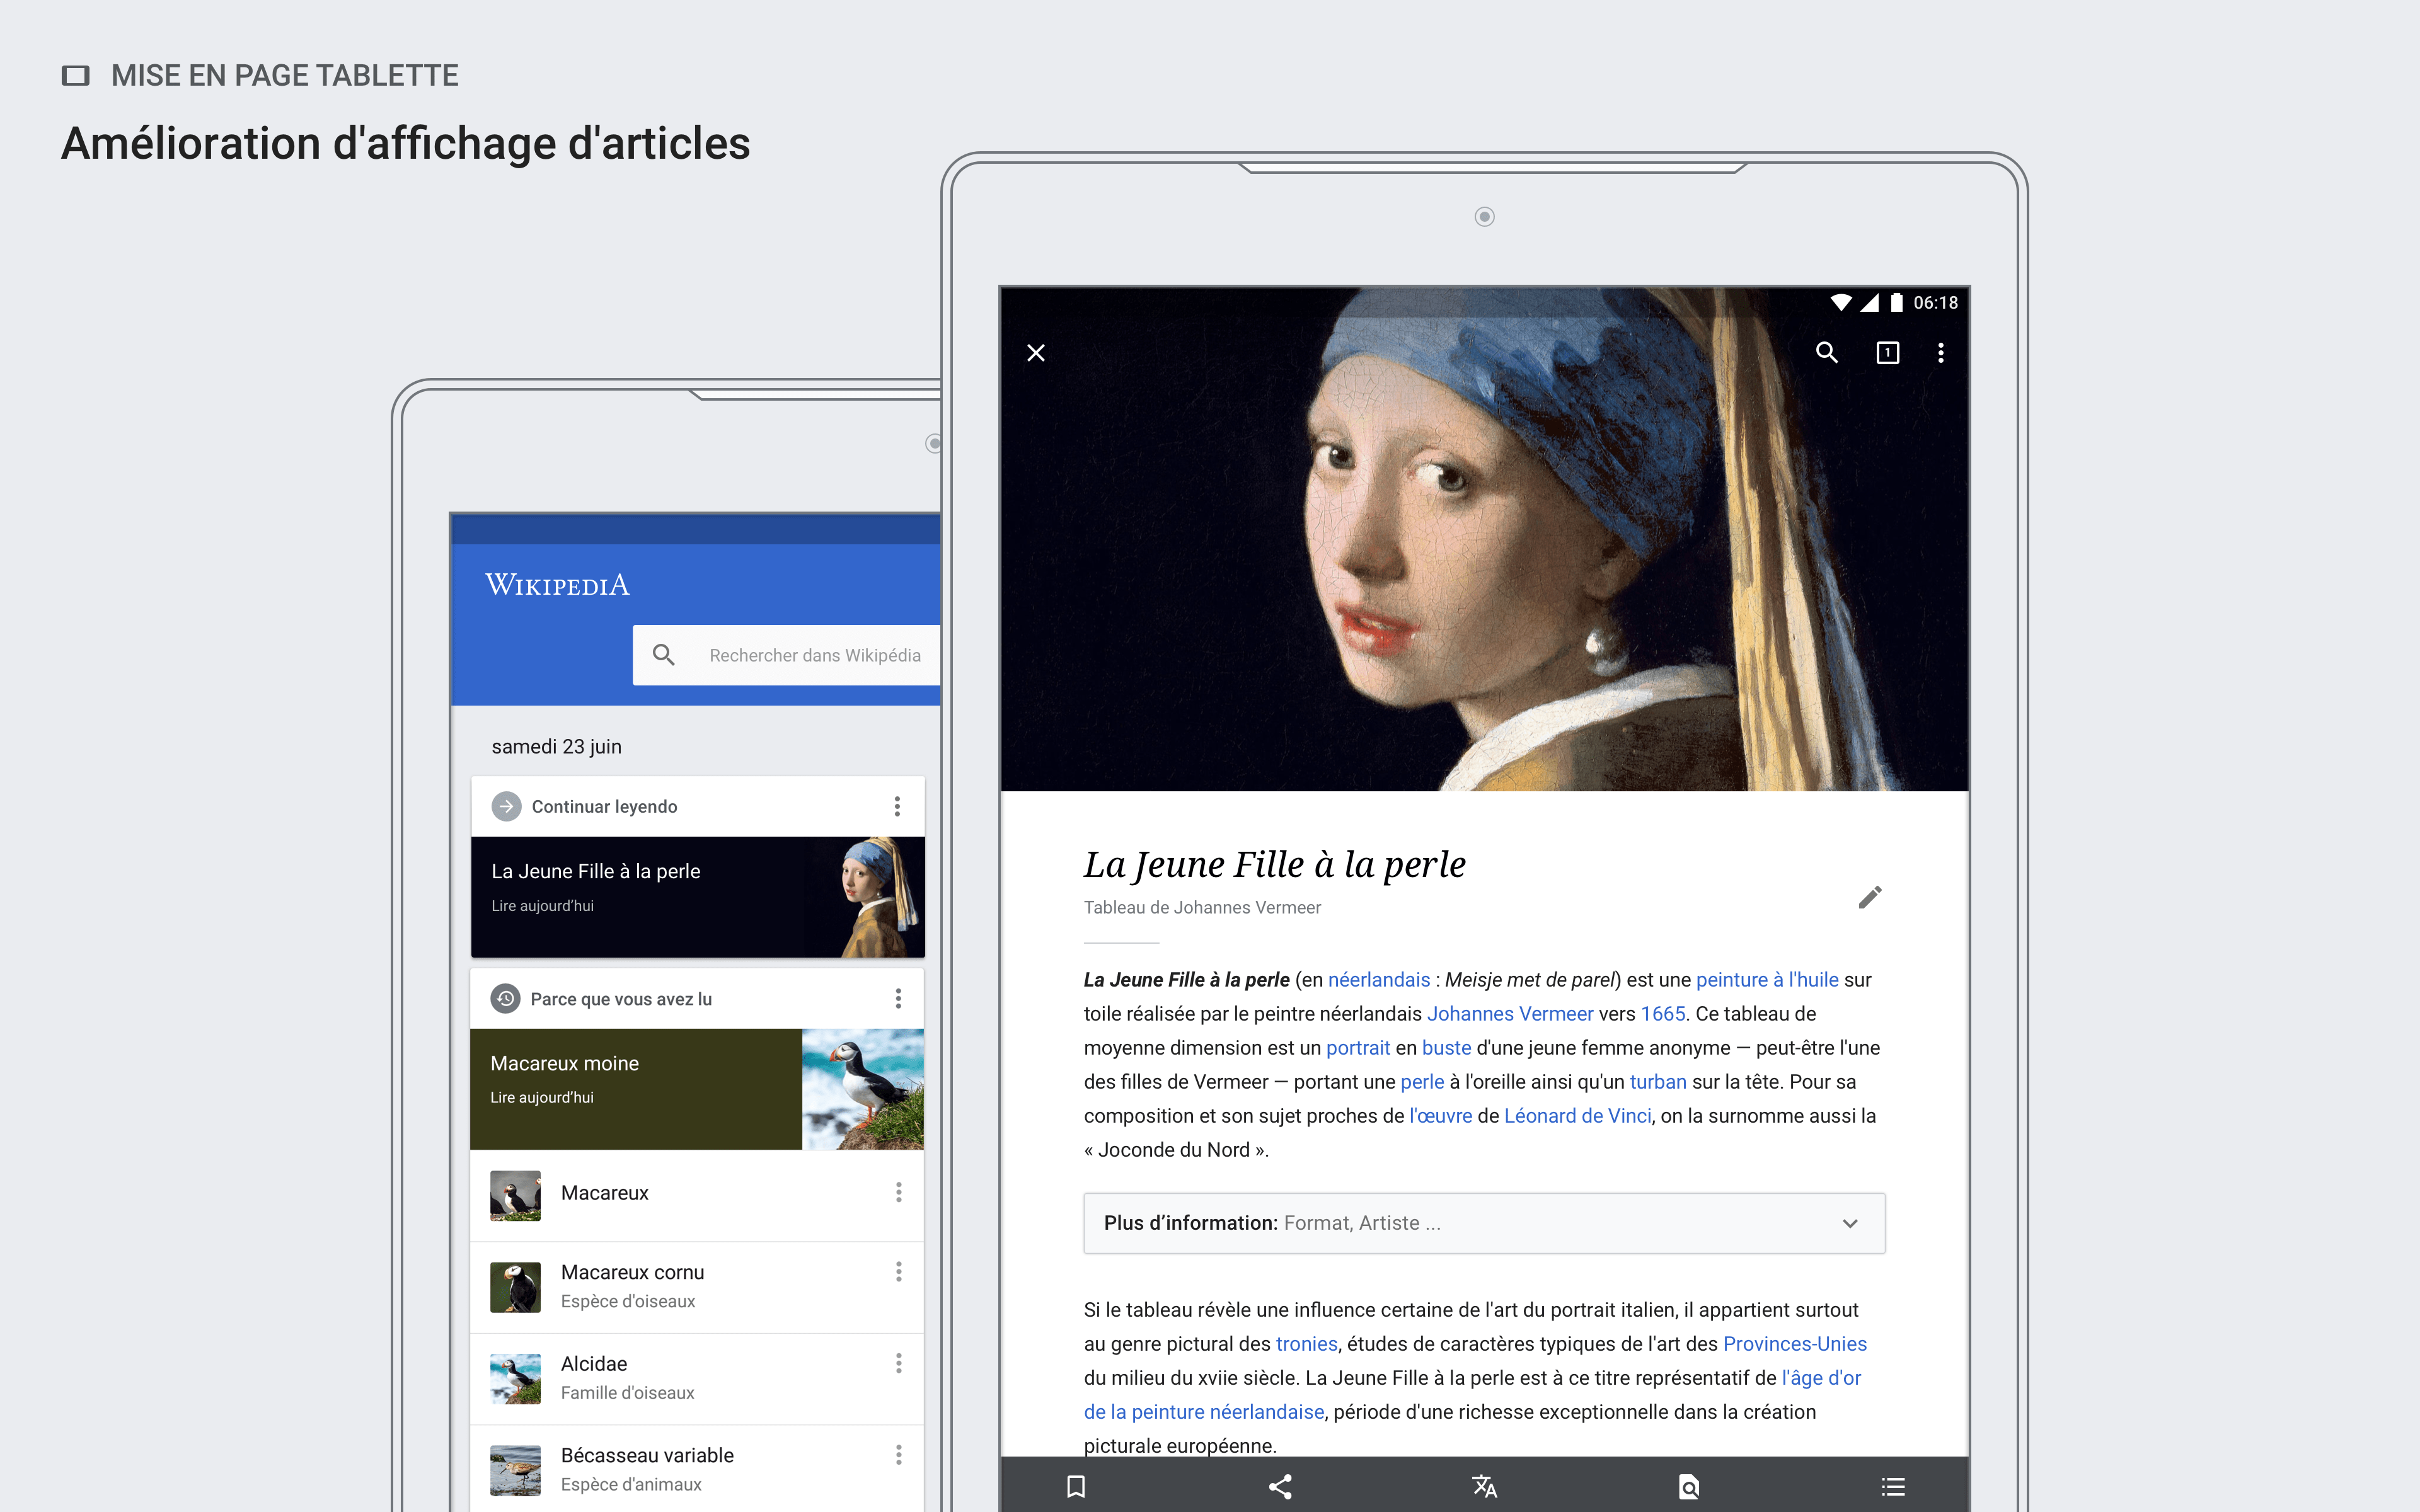 MISE EN PAGE TABLETTE
Amélioration d'affichage d'articles
WIKIPEDIA
Rechercher dans Wikipédia
samedi 23 juin
Continuar leyendo
La Jeune Fille à la perle
Lire aujourd’hui
Parce que vous avez lu
Macareux moine
Lire aujourd’hui
Macareux
Macareux cornu
Espèce d'oiseaux
Alcidae
Famille d'oiseaux
Bécasseau variable
Espèce d'animaux
06:18
1
La Jeune Fille à la perle
Tableau de Johannes Vermeer
La Jeune Fille à la perle (en néerlandais : Meisje met de parel) est une peinture à l'huile sur
toile réalisée par le peintre néerlandais Johannes Vermeer vers 1665. Ce tableau de
moyenne dimension est un portrait en buste d'une jeune femme anonyme — peut-être l'une
des filles de Vermeer — portant une perle à l'oreille ainsi qu'un turban sur la tête. Pour sa
composition et son sujet proches de l'œuvre de Léonard de Vinci, on la surnomme aussi la
« Joconde du Nord ».
Plus d’information: Format, Artiste ...
Si le tableau révèle une influence certaine de l'art du portrait italien, il appartient surtout
au genre pictural des tronies, études de caractères typiques de l'art des Provinces-Unies
du milieu du xviie siècle. La Jeune Fille à la perle est à ce titre représentatif de l'âge d'or
de la peinture néerlandaise, période d'une richesse exceptionnelle dans la création
picturale européenne.